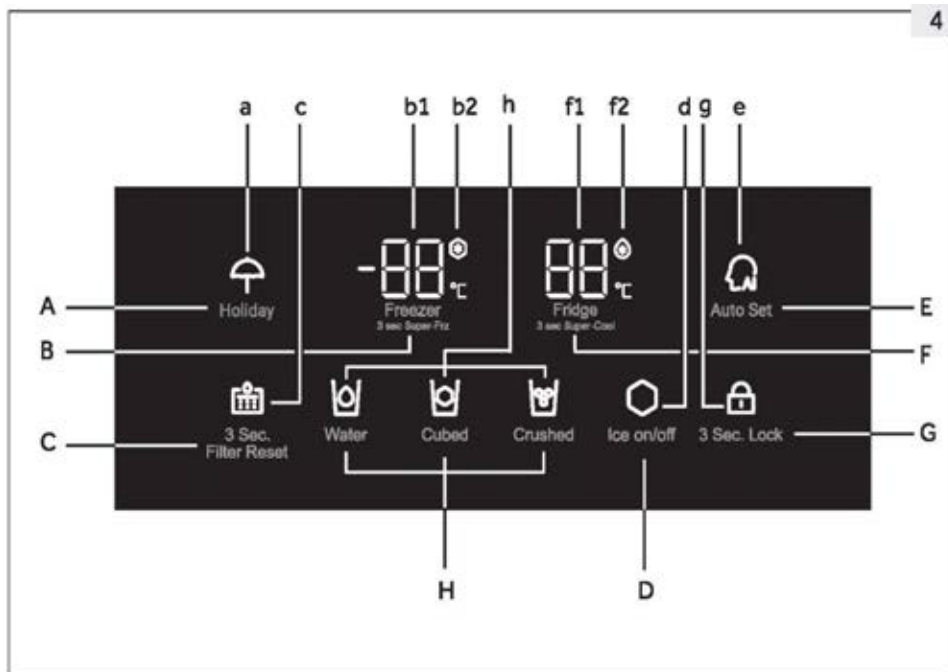 4
a c b1 b2 h f1 f2 d g e
-88 °C 88 °C Ai
A Holiday Freezer Fridge Auto Set E
3 sec Super-Frz 3 sec Super-Cool
B F
C 3 Sec. Water Cubed Crushed Ice on/off 3 Sec. Lock G
Filter Reset
H D